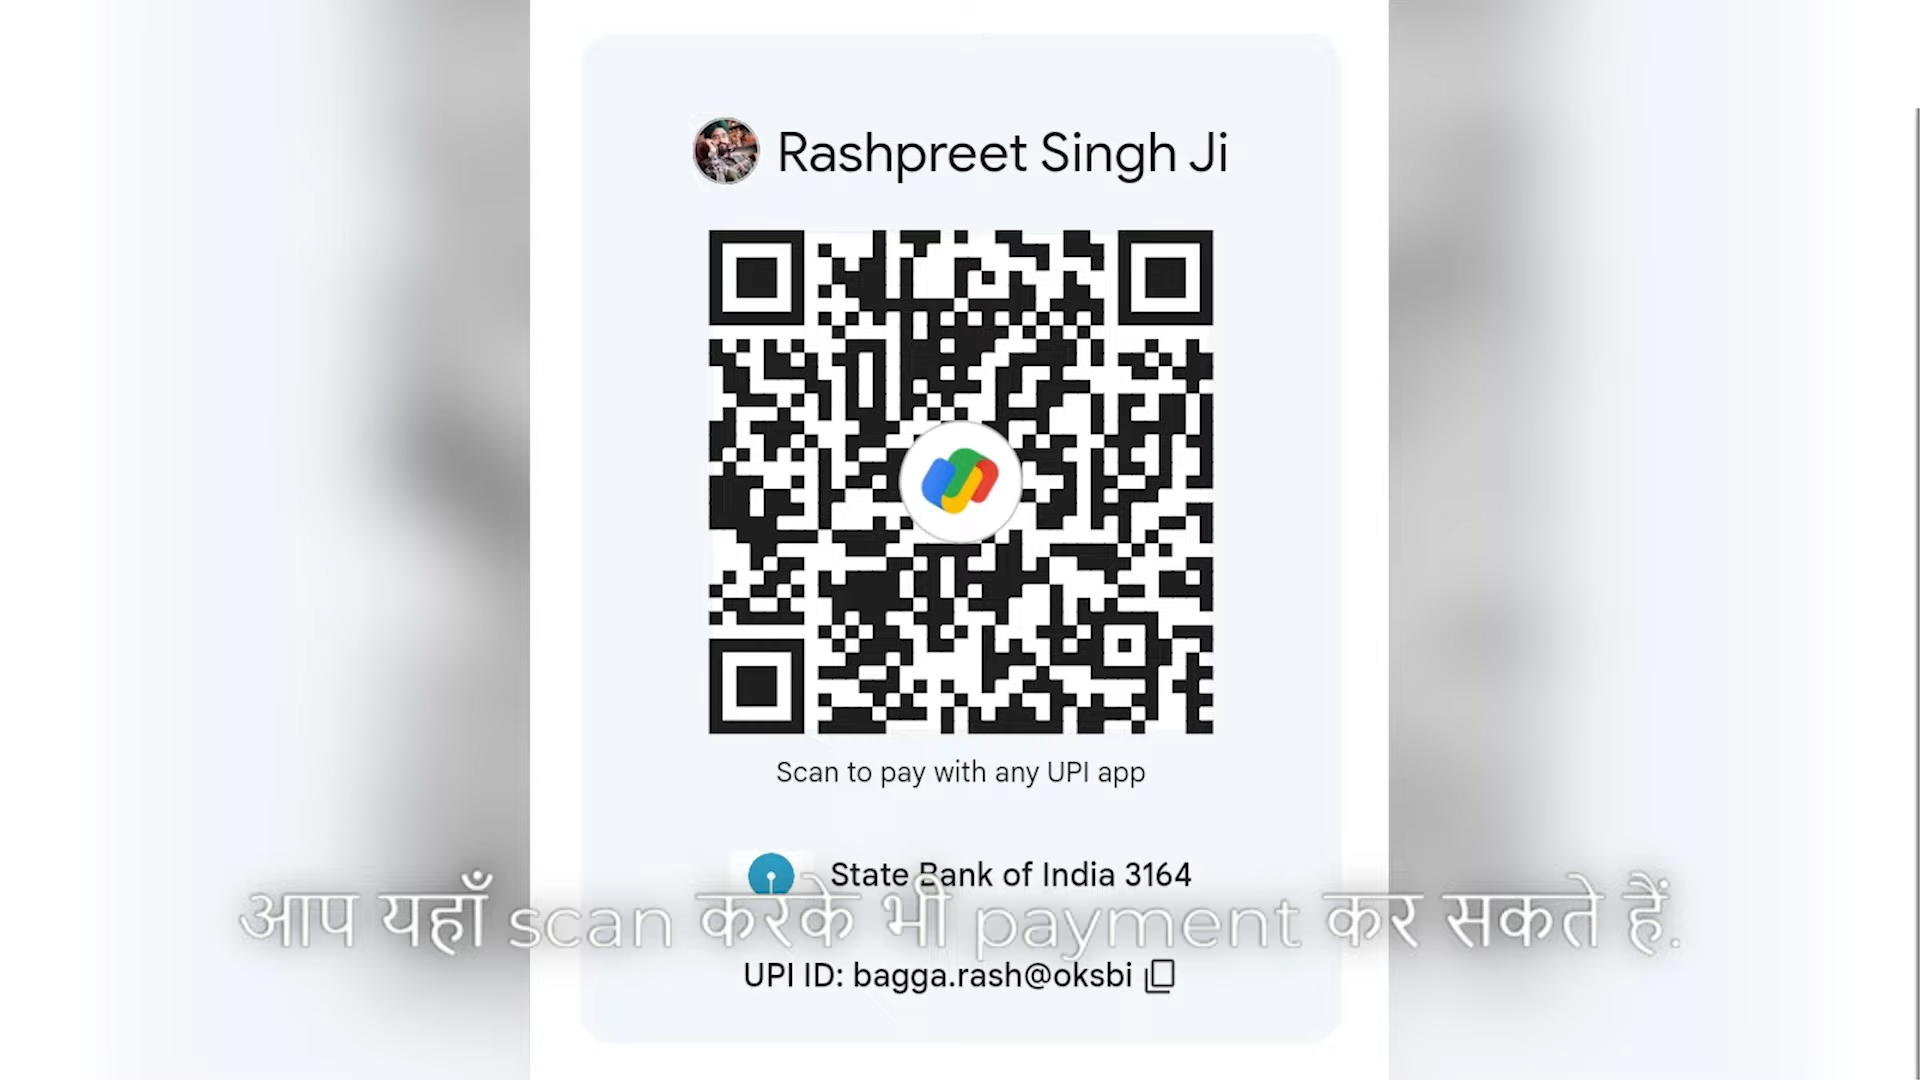 Rashpreet Singh Ji
Scan to pay with any UPI app
State Bank of India 3164
आप यहाँ scan करके भी payment कर सकते हैं.
UPI ID: bagga.rash@oksbi